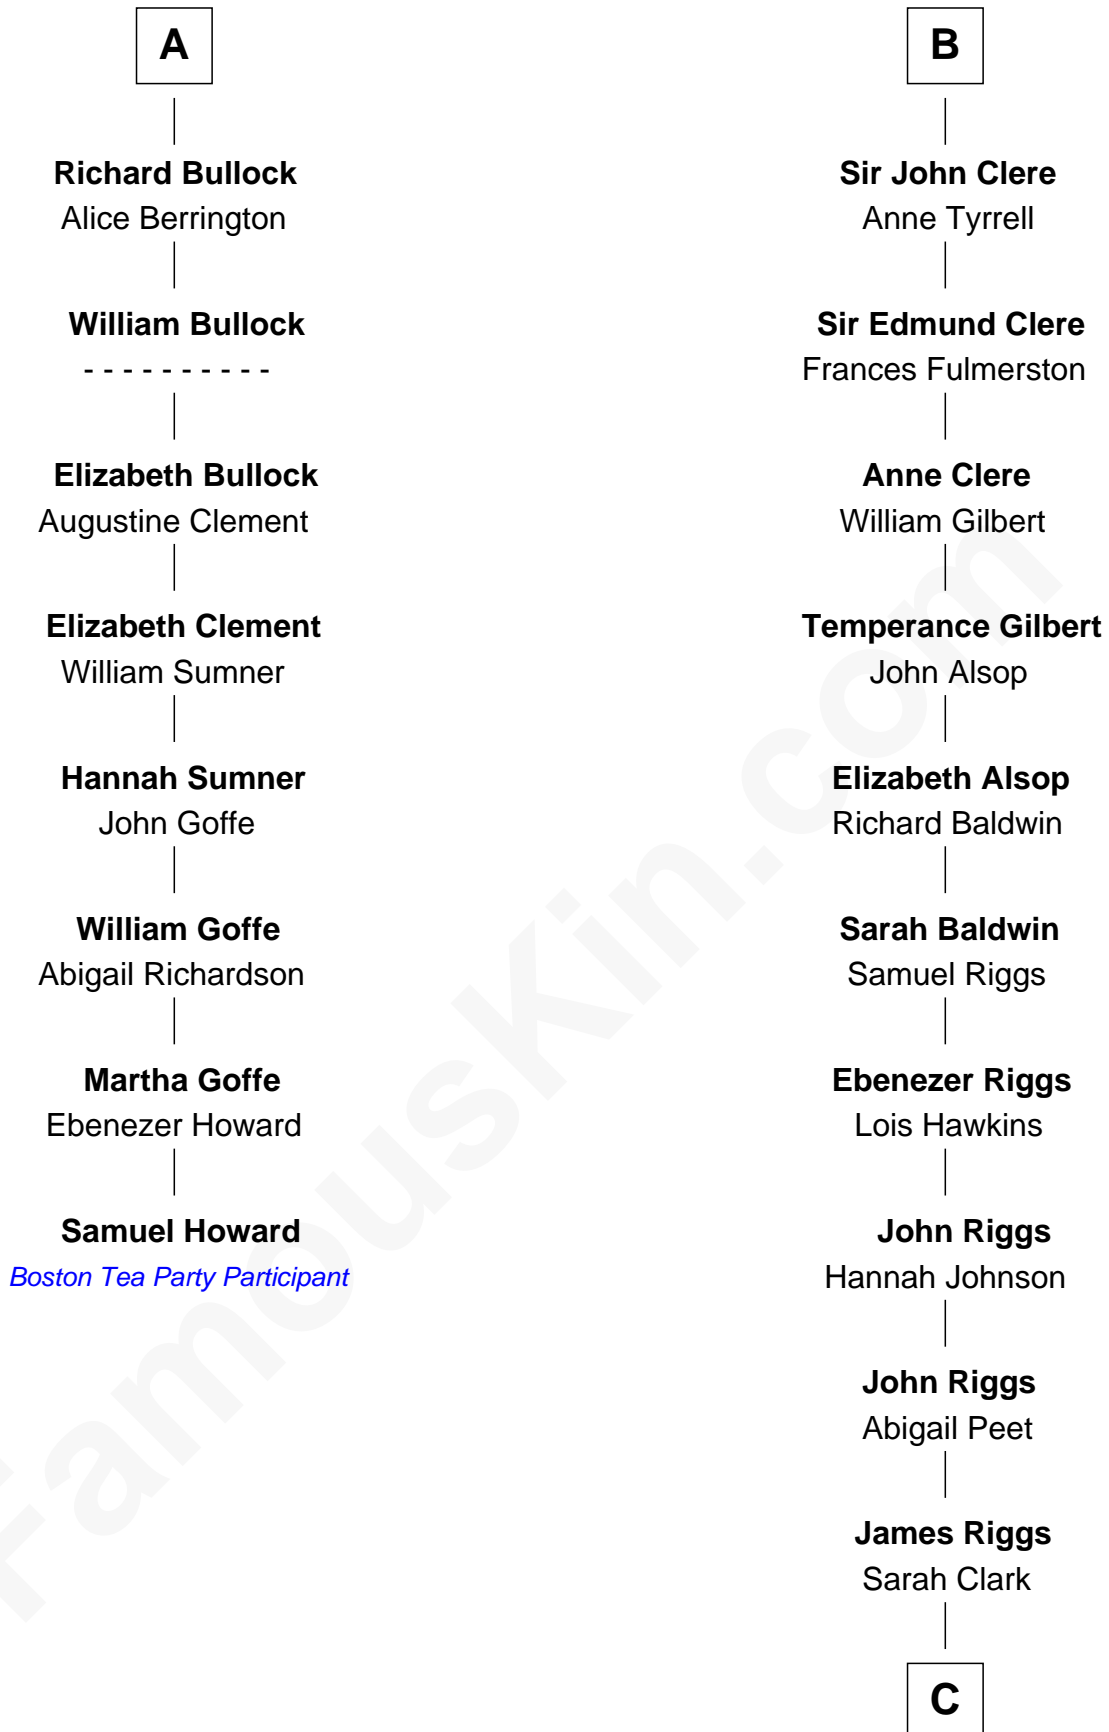 A
Richard Bullock
Alice Berrington
William Bullock
- - - - - - - - - -
Elizabeth Bullock
Augustine Clement
Elizabeth Clement
William Sumner
Hannah Sumner
John Goffe
William Goffe
Abigail Richardson
Martha Goffe
Ebenezer Howard
Samuel Howard
Boston Tea Party Participant
B
Sir John Clere
Anne Tyrrell
Sir Edmund Clere
Frances Fulmerston
Anne Clere
William Gilbert
Temperance Gilbert
John Alsop
Elizabeth Alsop
Richard Baldwin
Sarah Baldwin
Samuel Riggs
Ebenezer Riggs
Lois Hawkins
John Riggs
Hannah Johnson
John Riggs
Abigail Peet
James Riggs
Sarah Clark
C
FamousKin.com